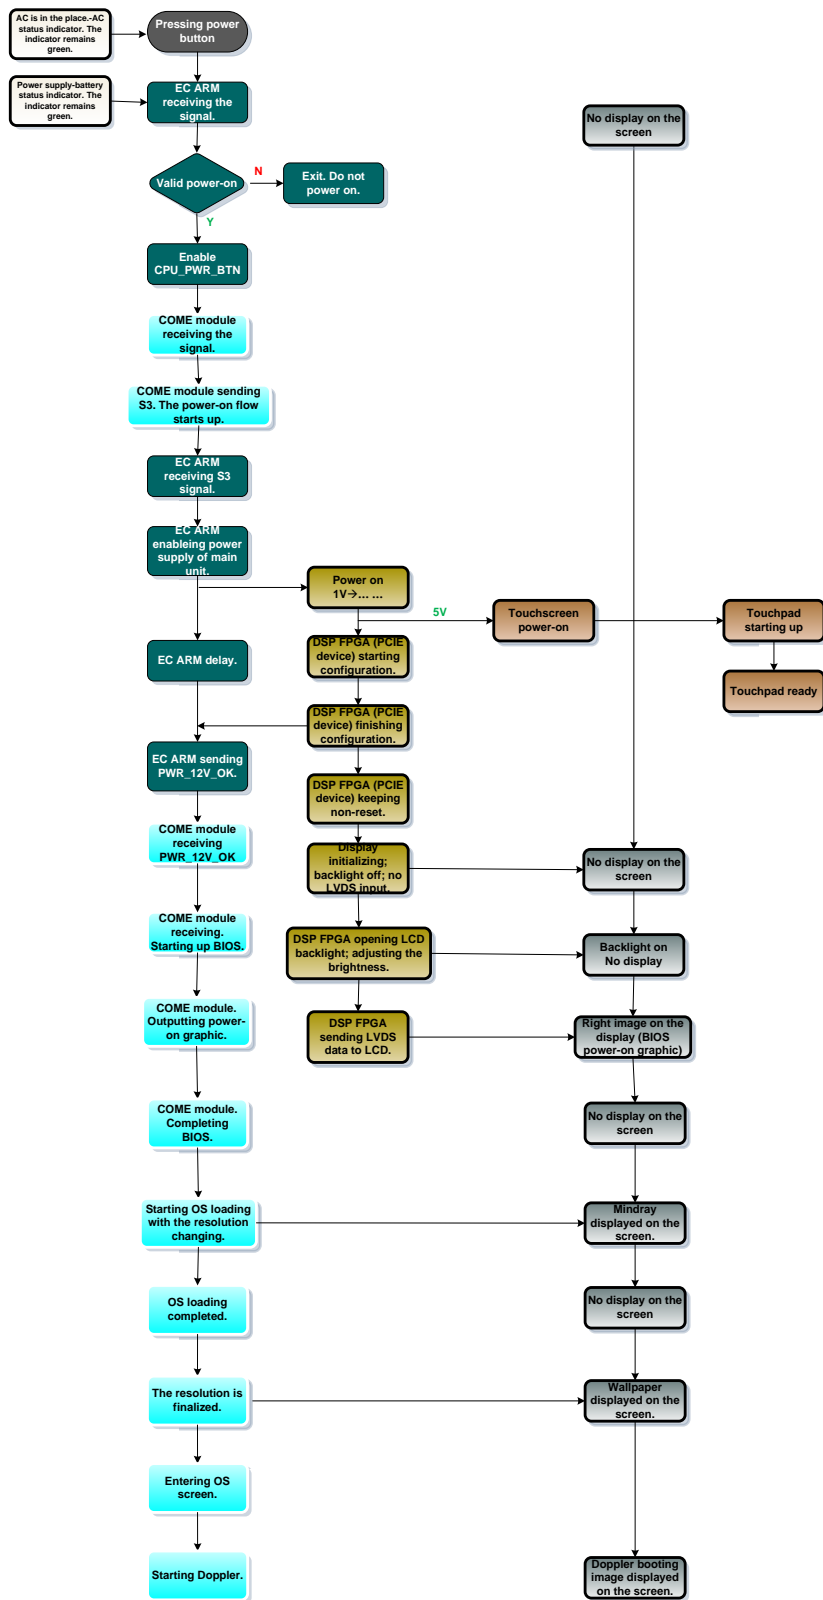 AC is in the place.-AC
status indicator. The
indicator remains
green.
Pressing power
button
Power supply-battery
status indicator. The
indicator remains
green.
EC ARM
receiving the
signal.
No display on the
screen
Valid power-on
N
Exit. Do not
power on.
Y
Enable
CPU_PWR_BTN
COME module
receiving the
signal.
COME module sending
S3. The power-on flow
starts up.
EC ARM
receiving S3
signal.
EC ARM
enableing power
supply of main
unit.
Power on
1V→... ...
5V
Touchscreen
power-on
Touchpad
starting up
EC ARM delay.
DSP FPGA (PCIE
device) starting
configuration.
Touchpad ready
DSP FPGA (PCIE
device) finishing
configuration.
EC ARM sending
PWR_12V_OK.
DSP FPGA (PCIE
device) keeping
non-reset.
COME module
receiving
PWR_12V_OK
Display
initializing;
backlight off; no
LVDS input.
No display on the
screen
COME module
receiving.
Starting up BIOS.
DSP FPGA opening LCD
backlight; adjusting the
brightness.
Backlight on
No display
COME module.
Outputting power-
on graphic.
DSP FPGA
sending LVDS
data to LCD.
Right image on the
display (BIOS
power-on graphic)
COME module.
Completing
BIOS.
No display on the
screen
Starting OS loading
with the resolution
changing.
Mindray
displayed on the
screen.
OS loading
completed.
No display on the
screen
The resolution is
finalized.
Wallpaper
displayed on the
screen.
Entering OS
screen.
Starting Doppler.
Doppler booting
image displayed
on the screen.